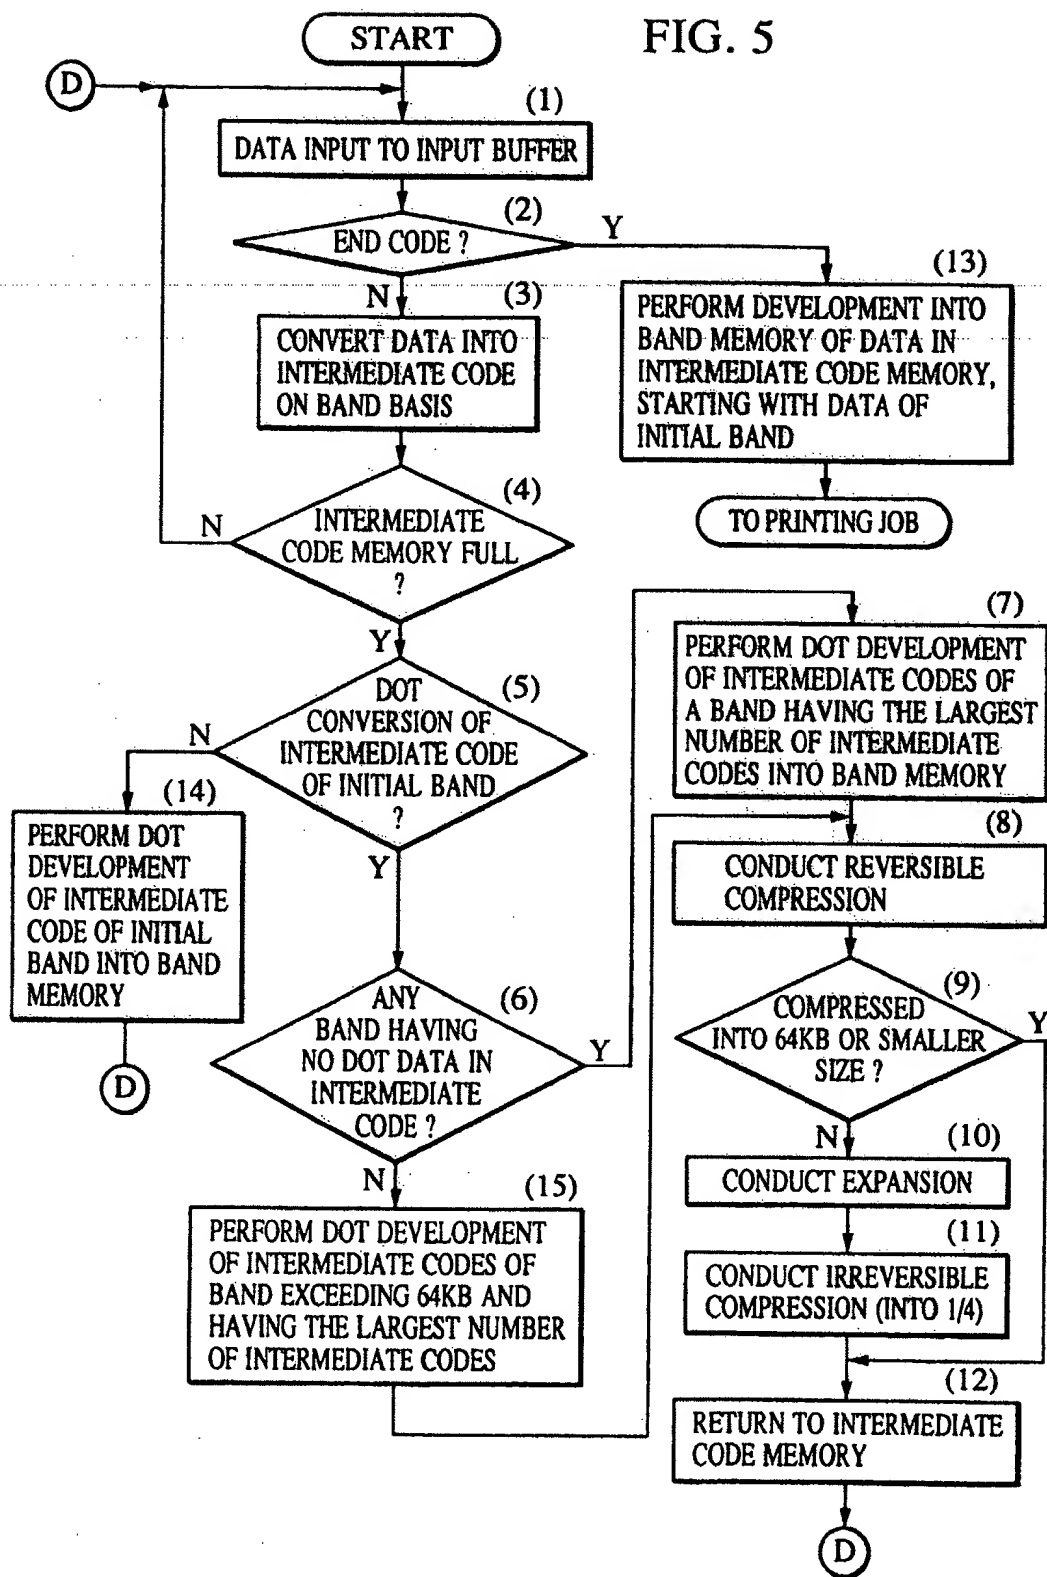 FIG. 5
START
D
(1)
DATA INPUT TO INPUT BUFFER
(2)
END CODE ?
Y
N
(3)
CONVERT DATA INTO
INTERMEDIATE CODE
ON BAND BASIS
(13)
PERFORM DEVELOPMENT INTO
BAND MEMORY OF DATA IN
INTERMEDIATE CODE MEMORY,
STARTING WITH DATA OF
INITIAL BAND
TO PRINTING JOB
(4)
INTERMEDIATE
CODE MEMORY FULL
?
N
Y
(5)
DOT
CONVERSION OF
INTERMEDIATE CODE
OF INITIAL BAND
?
N
Y
(14)
PERFORM DOT
DEVELOPMENT
OF INTERMEDIATE
CODE OF INITIAL
BAND INTO BAND
MEMORY
D
(6)
ANY
BAND HAVING
NO DOT DATA IN
INTERMEDIATE
CODE ?
Y
N
(15)
PERFORM DOT DEVELOPMENT
OF INTERMEDIATE CODES OF
BAND EXCEEDING 64KB AND
HAVING THE LARGEST NUMBER
OF INTERMEDIATE CODES
(7)
PERFORM DOT DEVELOPMENT
OF INTERMEDIATE CODES OF
A BAND HAVING THE LARGEST
NUMBER OF INTERMEDIATE
CODES INTO BAND MEMORY
(8)
CONDUCT REVERSIBLE
COMPRESSION
(9)
COMPRESSED
INTO 64KB OR SMALLER
SIZE ?
Y
N
(10)
CONDUCT EXPANSION
(11)
CONDUCT IRREVERSIBLE
COMPRESSION (INTO 1/4)
(12)
RETURN TO INTERMEDIATE
CODE MEMORY
D